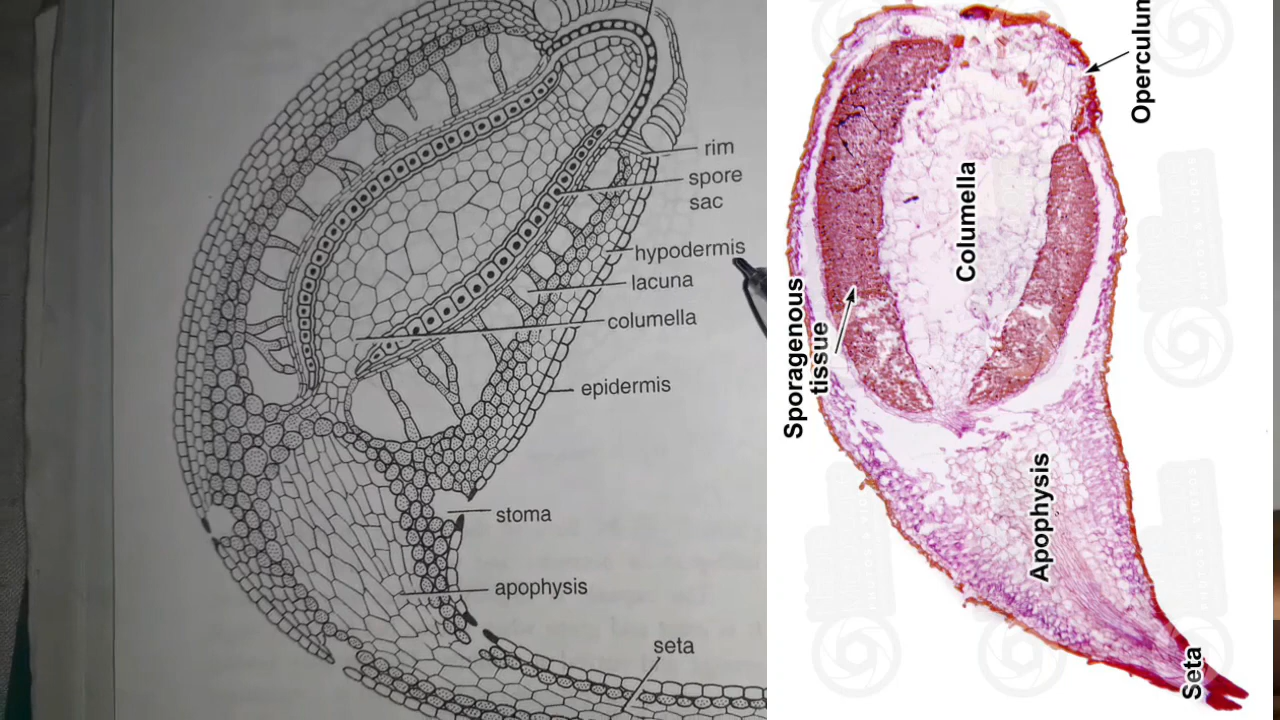 rim
spore
sac
hypodermis
lacuna
columella
epidermis
stoma
apophysis
seta
Operculum
Columella
Sporagenous
tissue
Apophysis
Seta